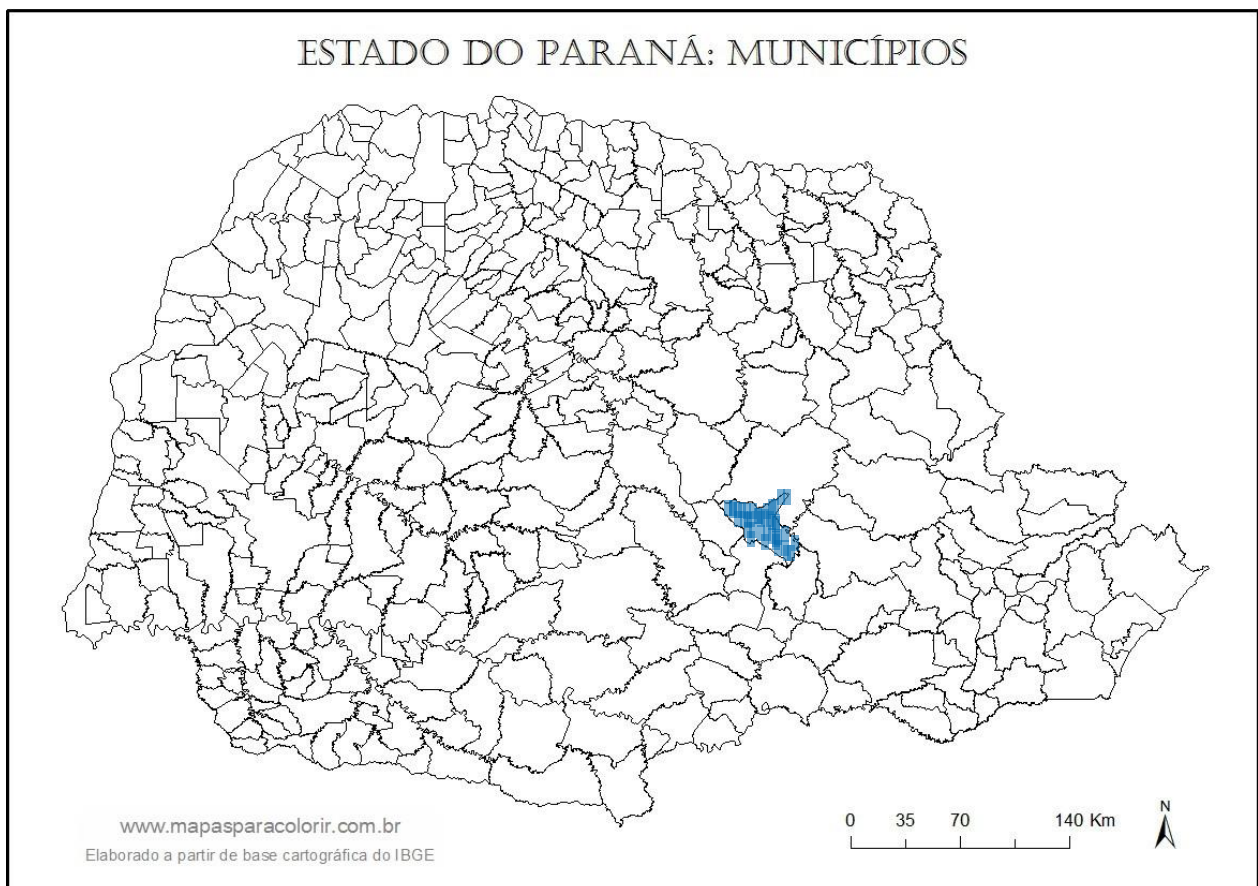 ESTADO DO PARANÁ: MUNICÍPIOS
www.mapasparacolorir.com.br
Elaborado a partir de base cartográfica do IBGE
0 35 70 140 Km
N